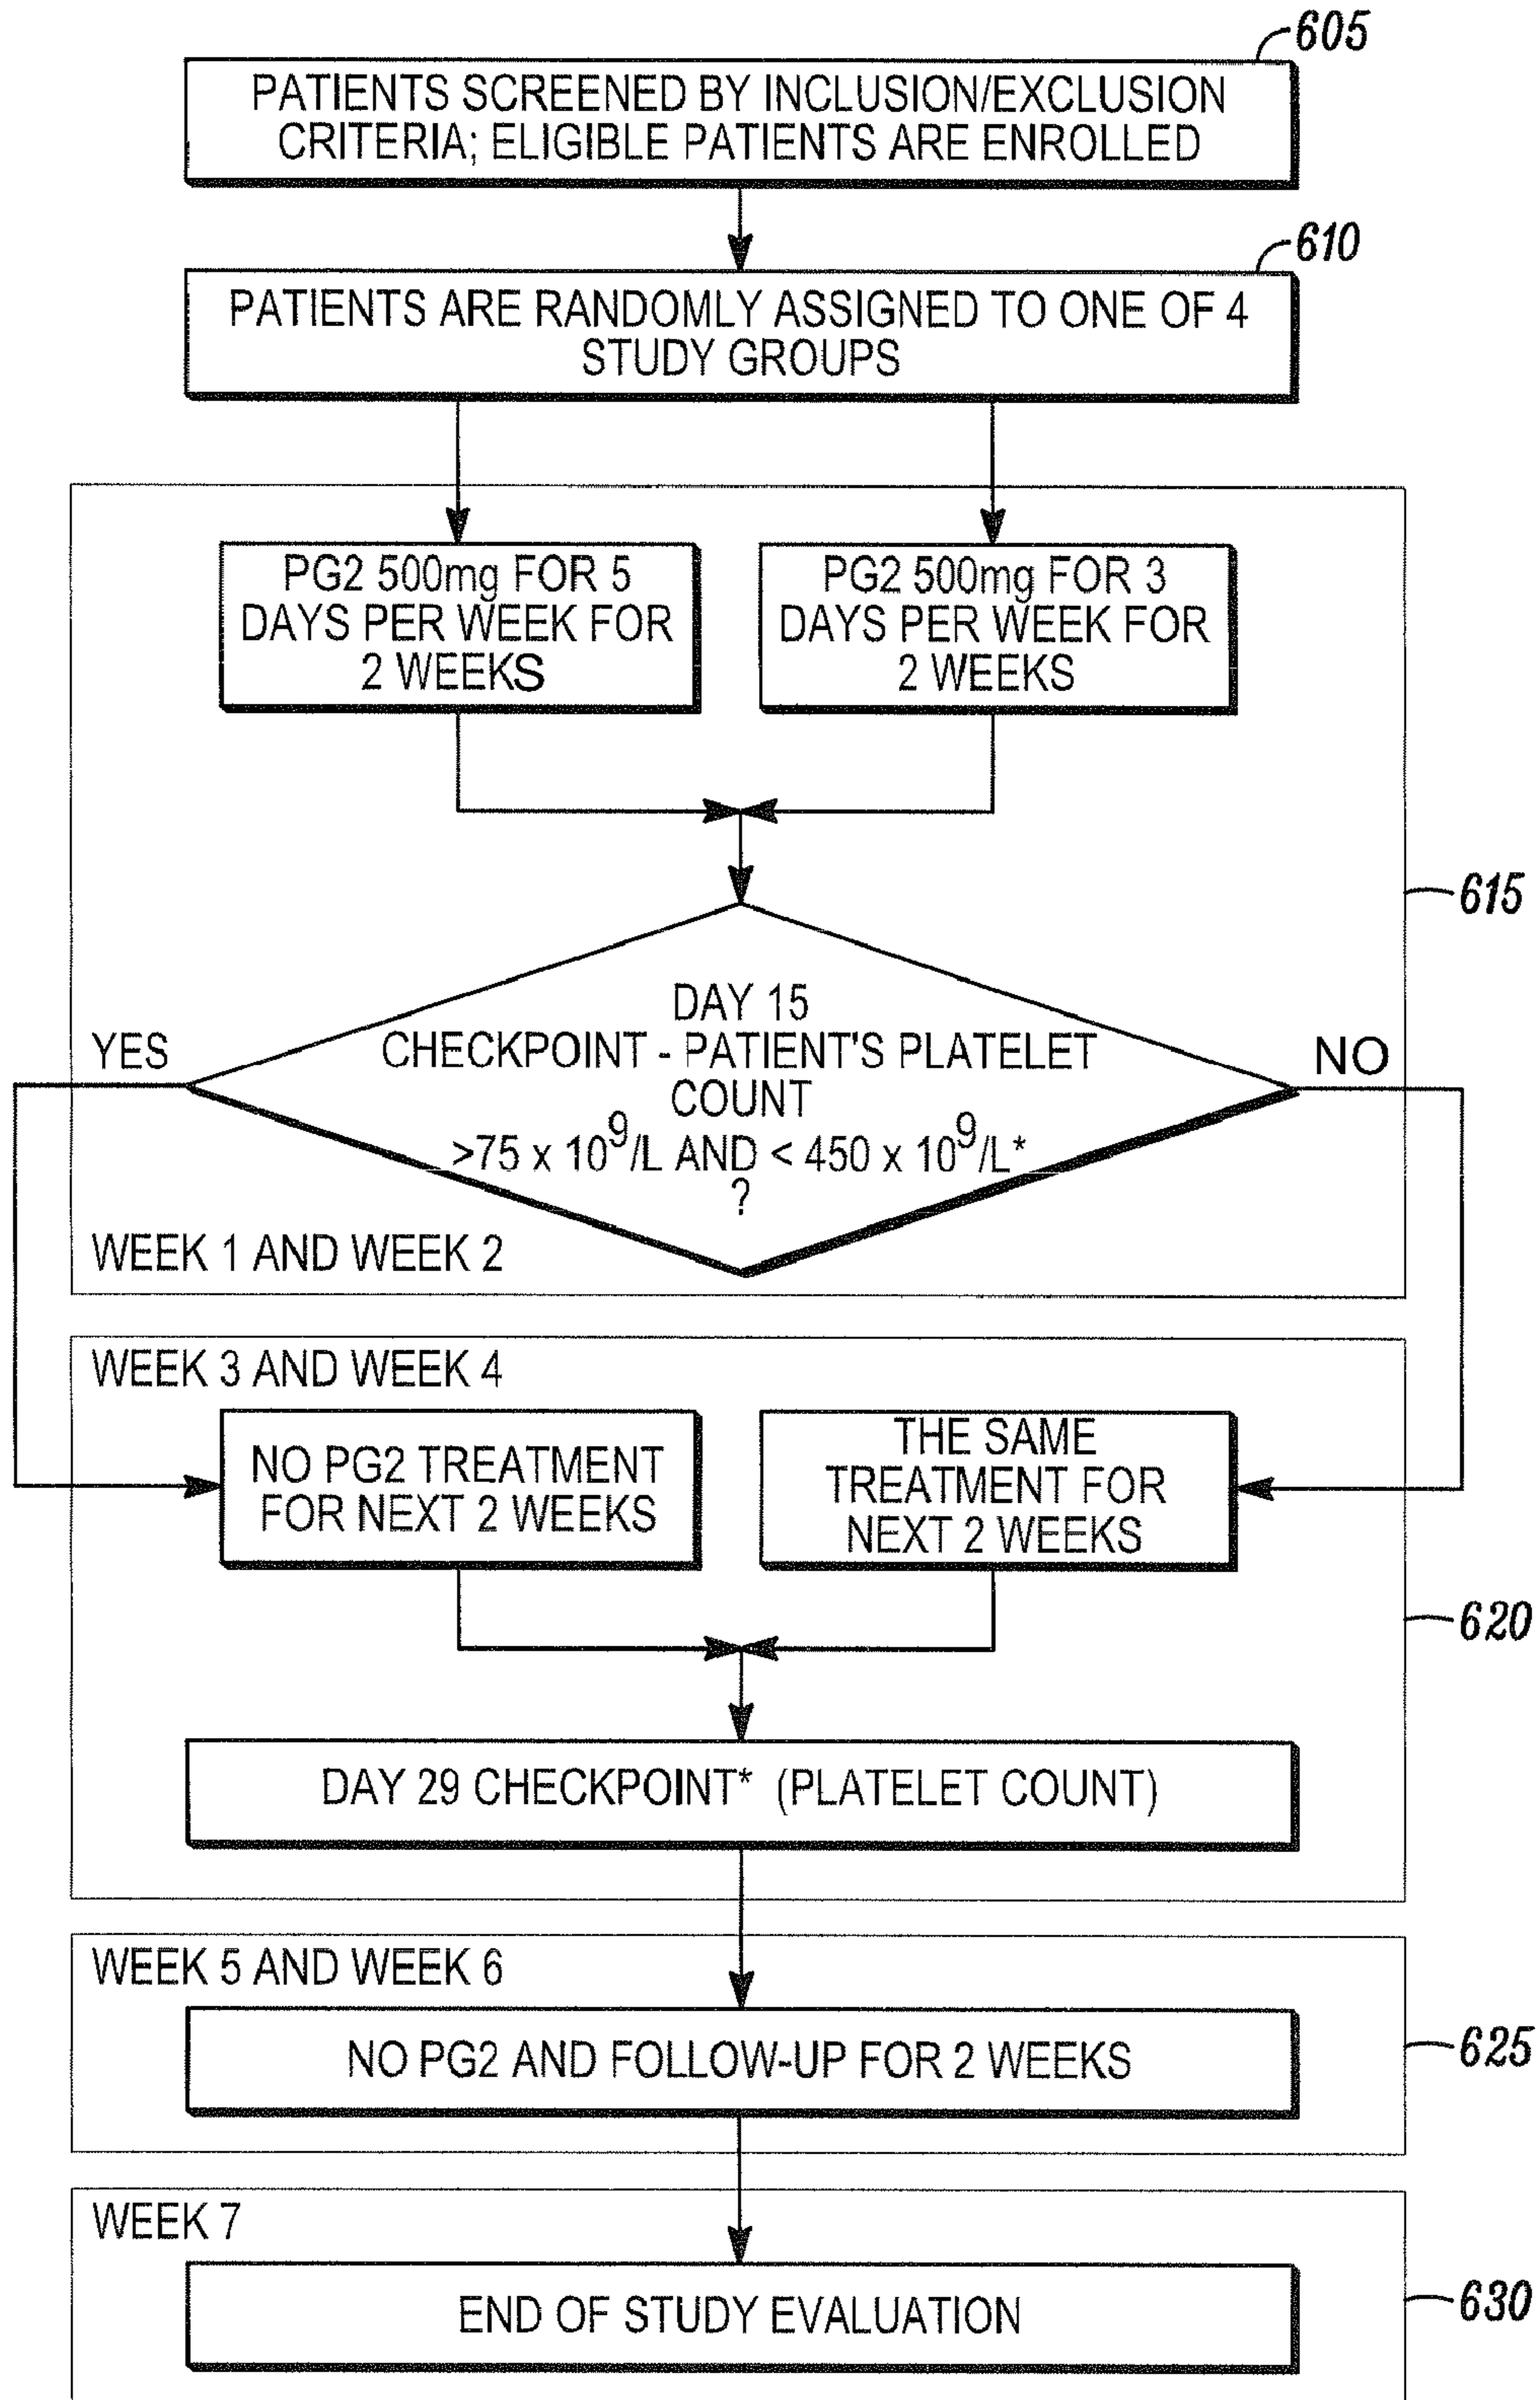 605
PATIENTS SCREENED BY INCLUSION/EXCLUSION
CRITERIA; ELIGIBLE PATIENTS ARE ENROLLED
610
PATIENTS ARE RANDOMLY ASSIGNED TO ONE OF 4
STUDY GROUPS
PG2 500mg FOR 5
DAYS PER WEEK FOR
2 WEEKS
PG2 500mg FOR 3
DAYS PER WEEK FOR
2 WEEKS
615
DAY 15
CHECKPOINT - PATIENT'S PLATELET
COUNT
>75 x 10⁹/L AND < 450 x 10⁹/L*
?
YES
NO
WEEK 1 AND WEEK 2
WEEK 3 AND WEEK 4
NO PG2 TREATMENT
FOR NEXT 2 WEEKS
THE SAME
TREATMENT FOR
NEXT 2 WEEKS
620
DAY 29 CHECKPOINT* (PLATELET COUNT)
WEEK 5 AND WEEK 6
NO PG2 AND FOLLOW-UP FOR 2 WEEKS
625
WEEK 7
END OF STUDY EVALUATION
630